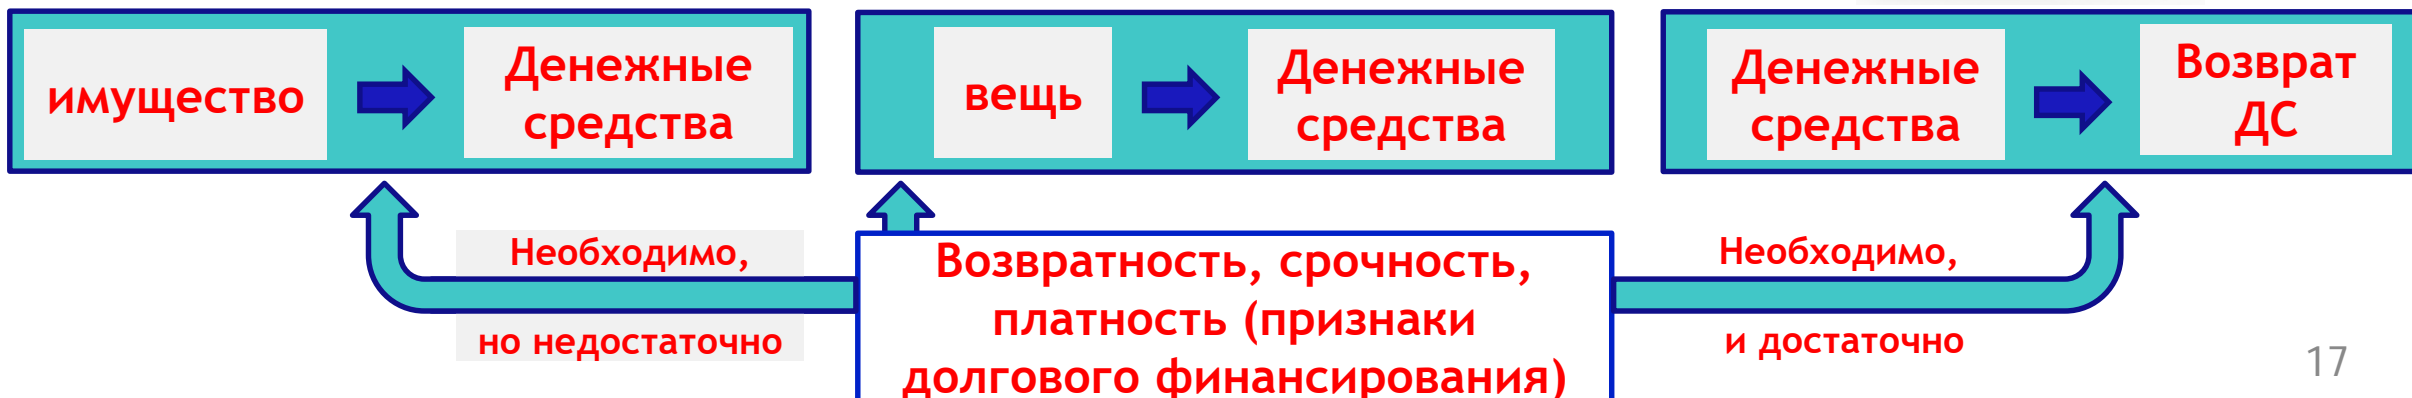 имущество
Денежные
средства
вещь
Денежные
средства
Денежные
средства
Возврат
ДС
Необходимо,
но недостаточно
Возвратность, срочность,
платность (признаки
долгового финансирования)
Необходимо,
и достаточно
17